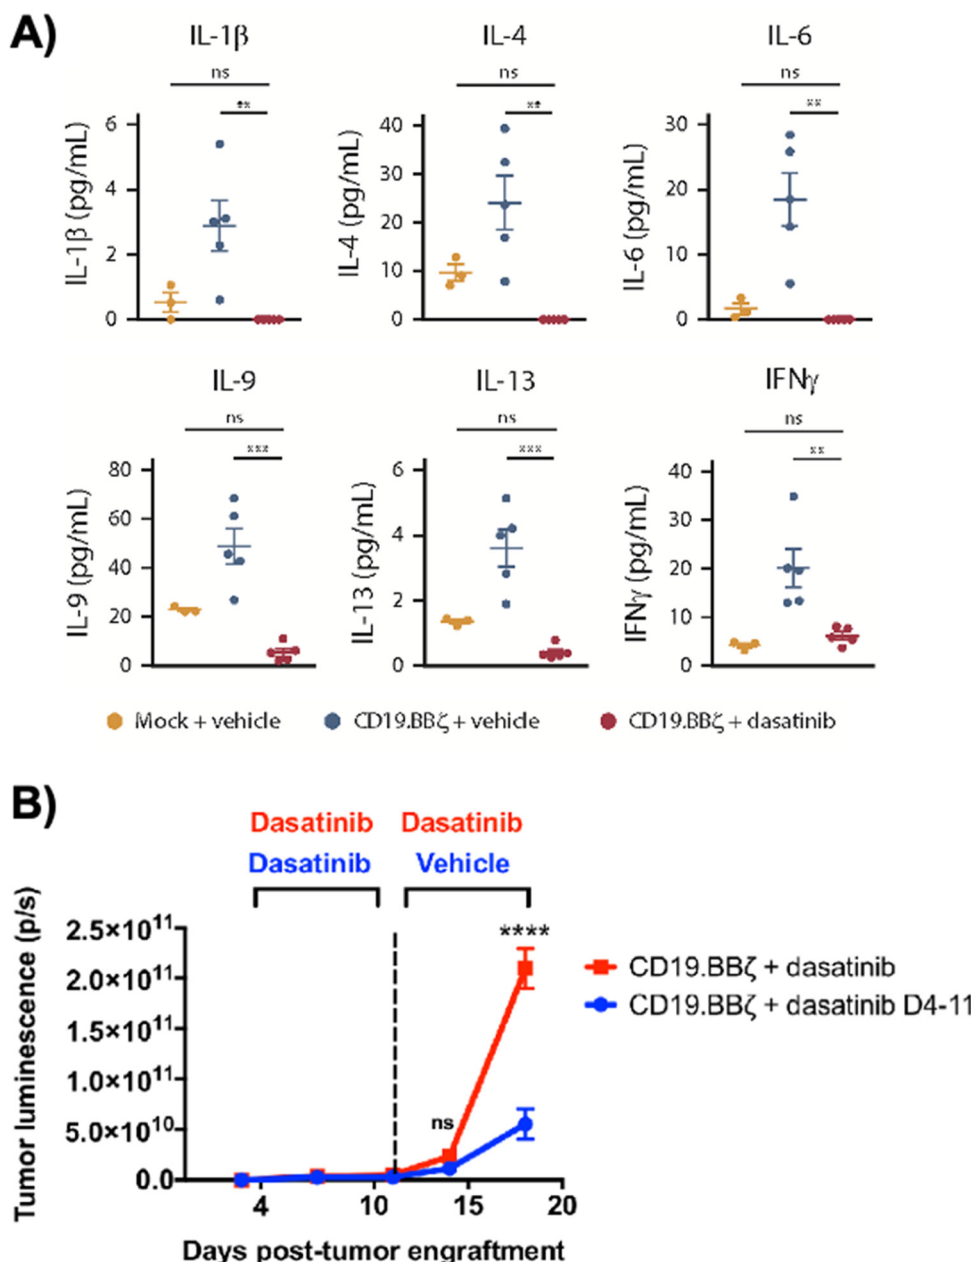 A)
IL-1β
IL-4
IL-6
ns
ns
ns
**
**
**
IL-1β (pg/mL)
6
4
2
0
IL-4 (pg/mL)
40
30
20
10
0
IL-6 (pg/mL)
30
20
10
0
IL-9
IL-13
IFNγ
ns
ns
ns
***
***
**
IL-9 (pg/mL)
80
60
40
20
0
IL-13 (pg/mL)
6
4
2
0
IFNγ (pg/mL)
40
30
20
10
0
Mock + vehicle
CD19.BBζ + vehicle
CD19.BBζ + dasatinib
B)
Dasatinib Dasatinib
Dasatinib Vehicle
Tumor luminescence (p/s)
2.5×10¹¹
2.0×10¹¹
1.5×10¹¹
1.0×10¹¹
5.0×10¹⁰
0.0
****
ns
CD19.BBζ + dasatinib
CD19.BBζ + dasatinib D4-11
4 10 15 20
Days post-tumor engraftment